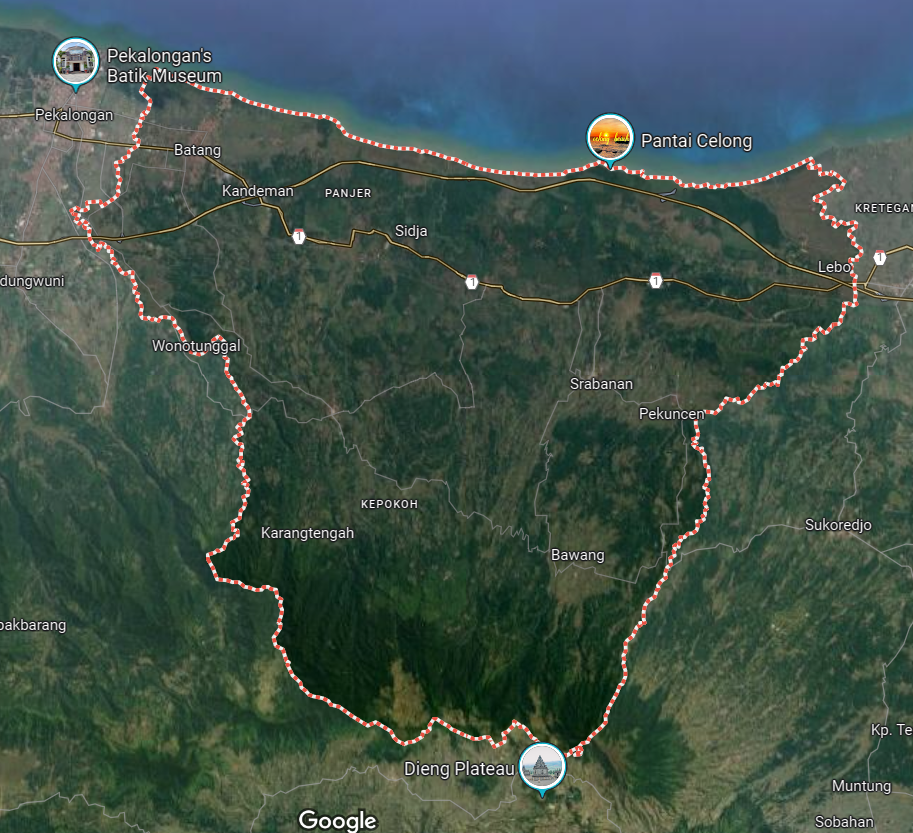 Pekalongan's
Batik Museum
Pekalongan
Batang
Pantai Celong
Kandeman
PANJER
KRETEGAN
Sidja
1
1
1
1
Lebo
dungwuni
Wonotunggal
Srabanan
Pekuncen
KEPOKOH
Sukoredjo
Karangtengah
Bawang
pakbarang
Kp. Te
Dieng Plateau
Muntung
Google
Sobahan